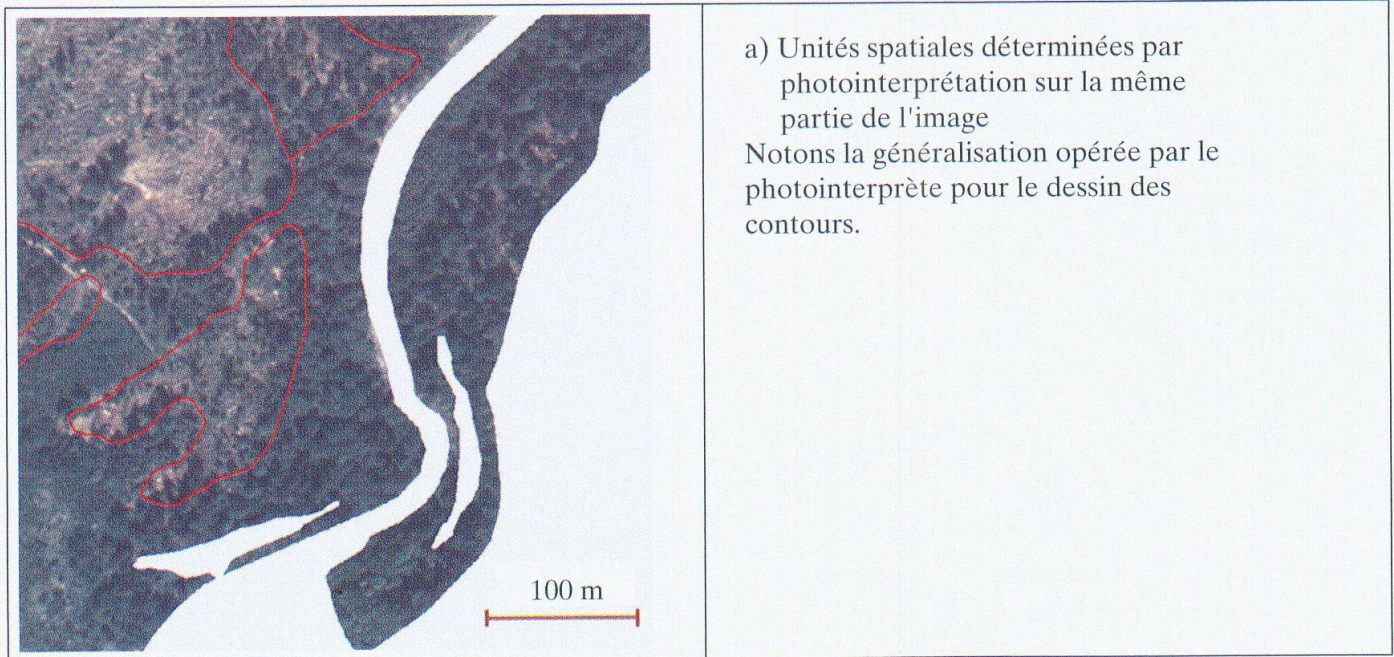 a) Unités spatiales déterminées par
photointerprétation sur la même
partie de l'image
Notons la généralisation opérée par le
photointerprète pour le dessin des
contours.
100 m